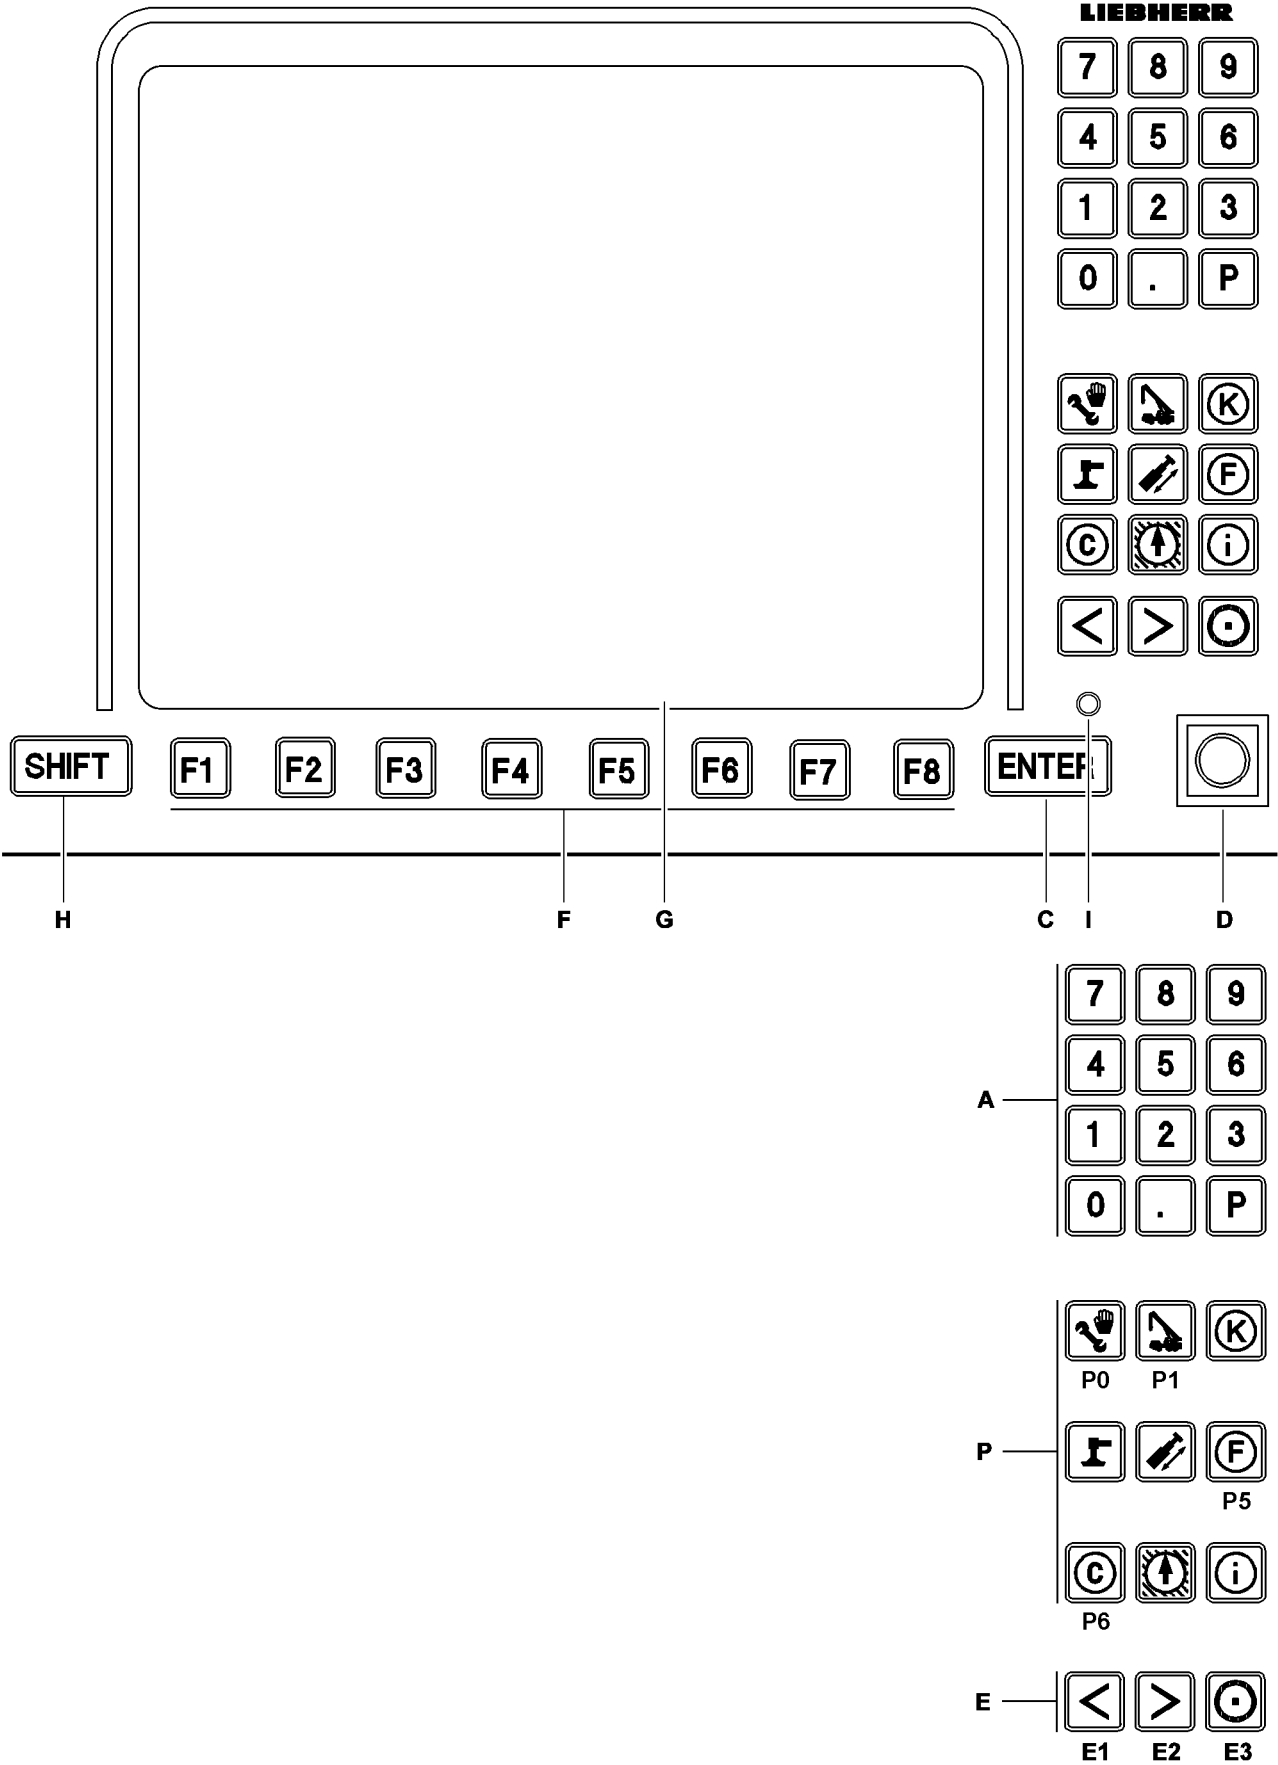 LIEBHERR
7 8 9
4 5 6
1 2 3
0 . P
K
F
C i
< >
SHIFT F1 F2 F3 F4 F5 F6 F7 F8 ENTER
H F G C I D
7 8 9
4 5 6
A
1 2 3
0 . P
K
P0 P1
P F
P5
C i
P6
E < >
E1 E2 E3